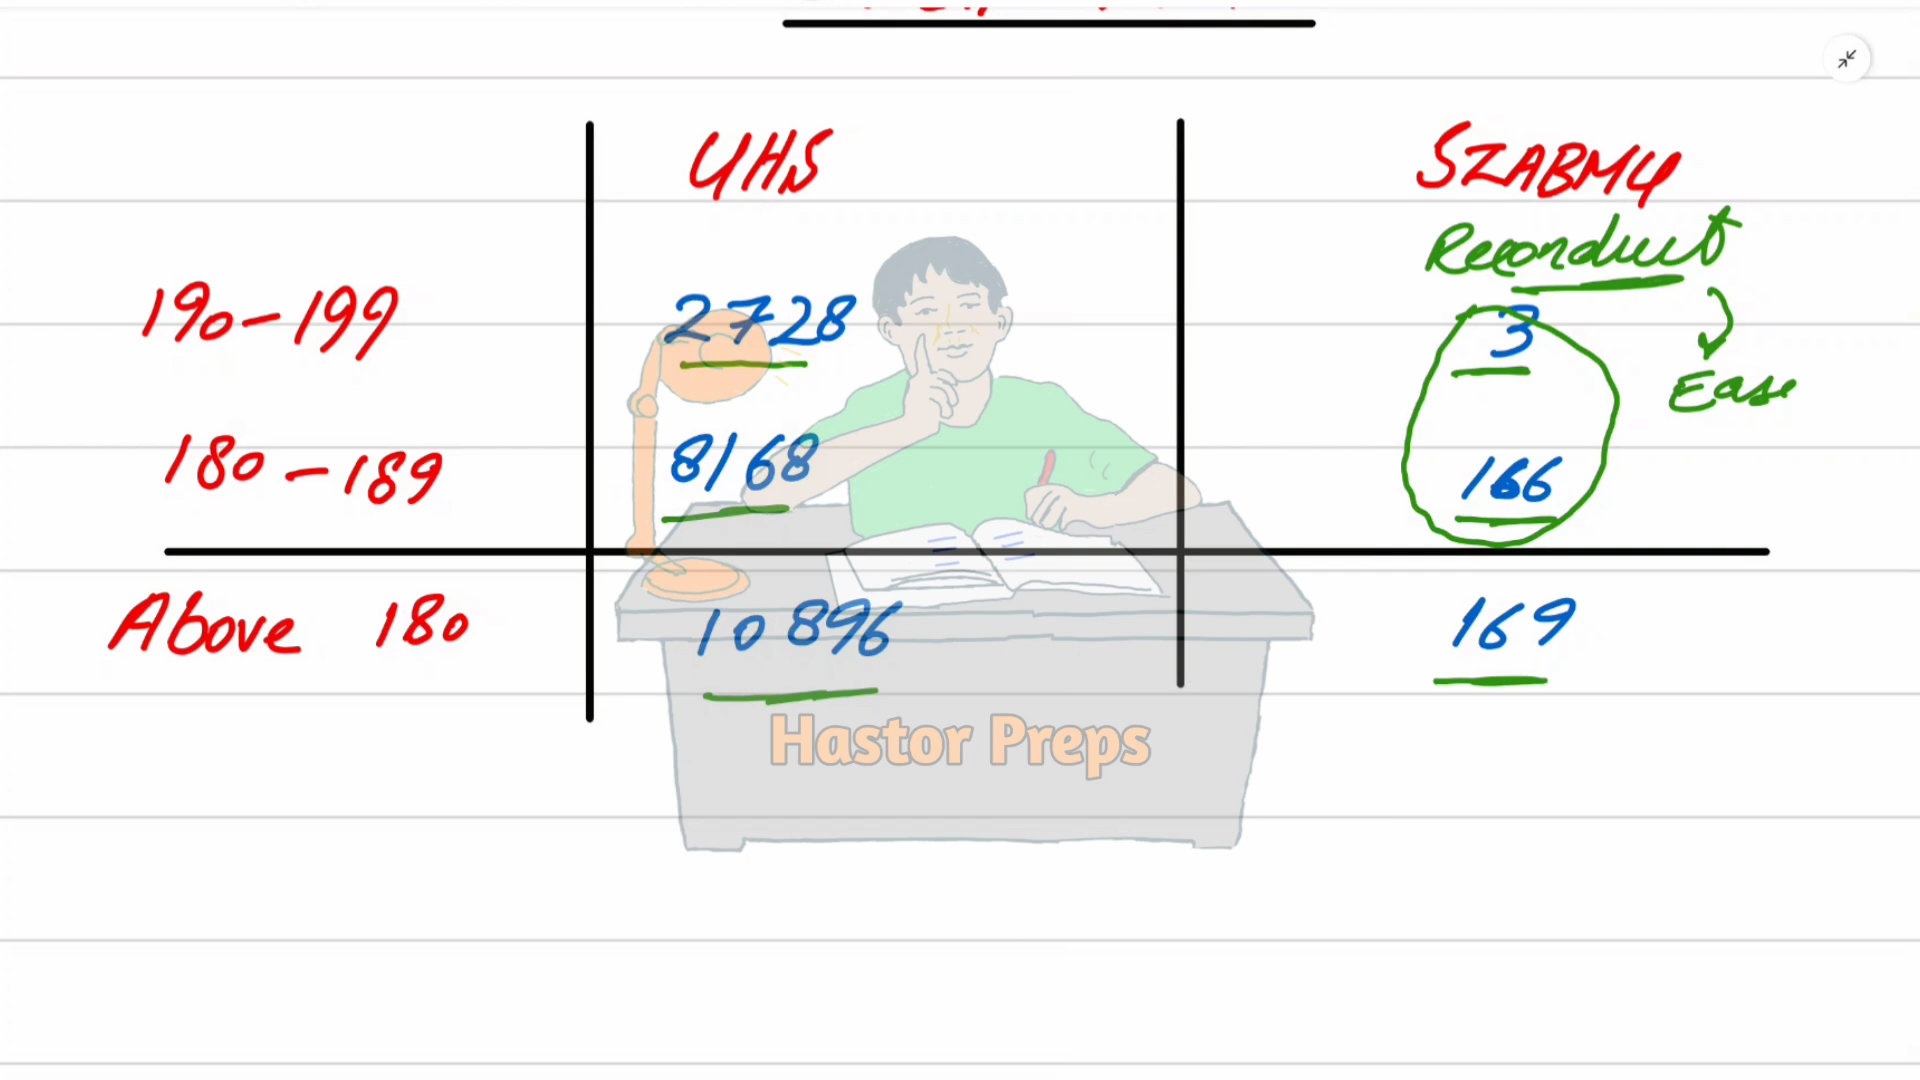 UHS SZABMU
Reconduct
190-199 2728 3
Ease
180-189 8168 166
Above 180 10896 169
Hastor Preps